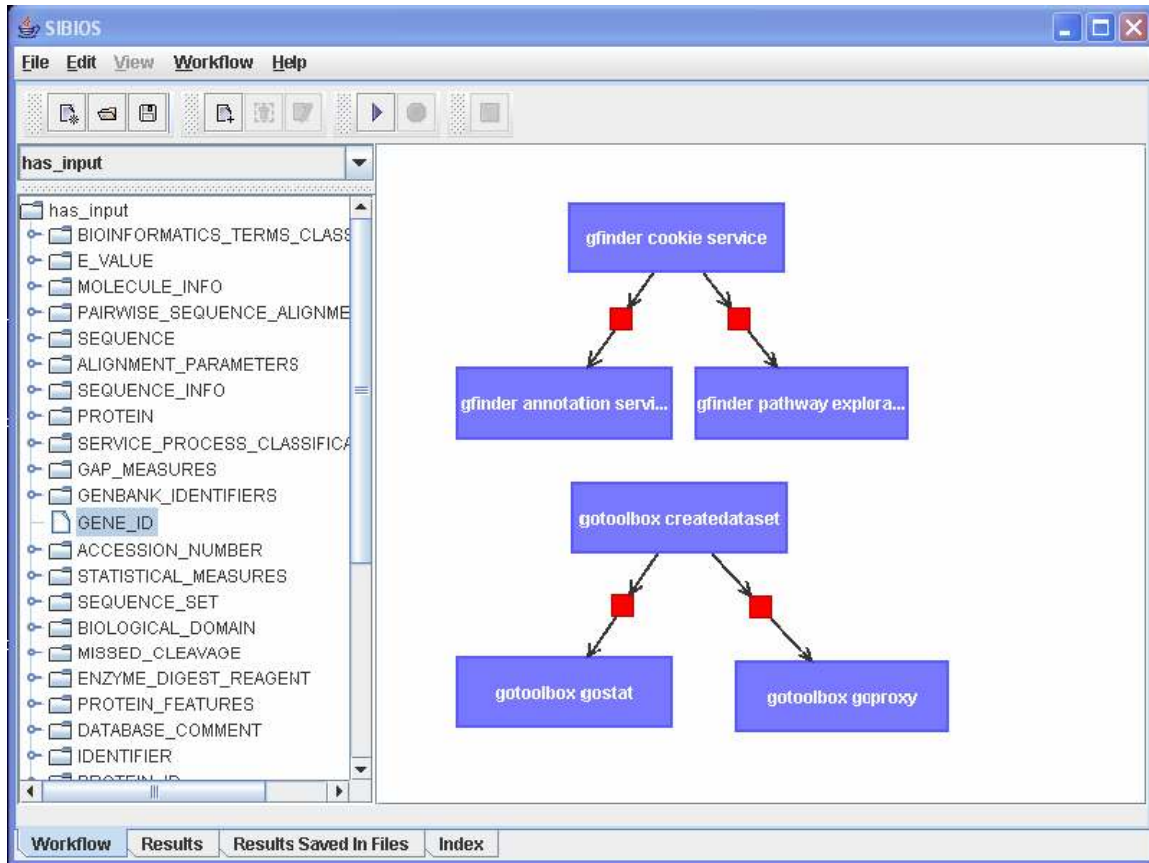 SIBIOS
File Edit View Workflow Help
has_input
has_input
BIOINFORMATICS_TERMS_CLASS
E_VALUE
MOLECULE_INFO
PAIRWISE_SEQUENCE_ALIGNME
SEQUENCE
ALIGNMENT_PARAMETERS
SEQUENCE_INFO
PROTEIN
SERVICE_PROCESS_CLASSIFICA
GAP_MEASURES
GENBANK_IDENTIFIERS
GENE_ID
ACCESSION_NUMBER
STATISTICAL_MEASURES
SEQUENCE_SET
BIOLOGICAL_DOMAIN
MISSED_CLEAVAGE
ENZYME_DIGEST_REAGENT
PROTEIN_FEATURES
DATABASE_COMMENT
IDENTIFIER
PROTEIN_ID
gfinder cookie service
gfinder annotation servi...
gfinder pathway explora...
gotoolbox createdataset
gotoolbox gostat
gotoolbox goproxy
Workflow Results Results Saved In Files Index